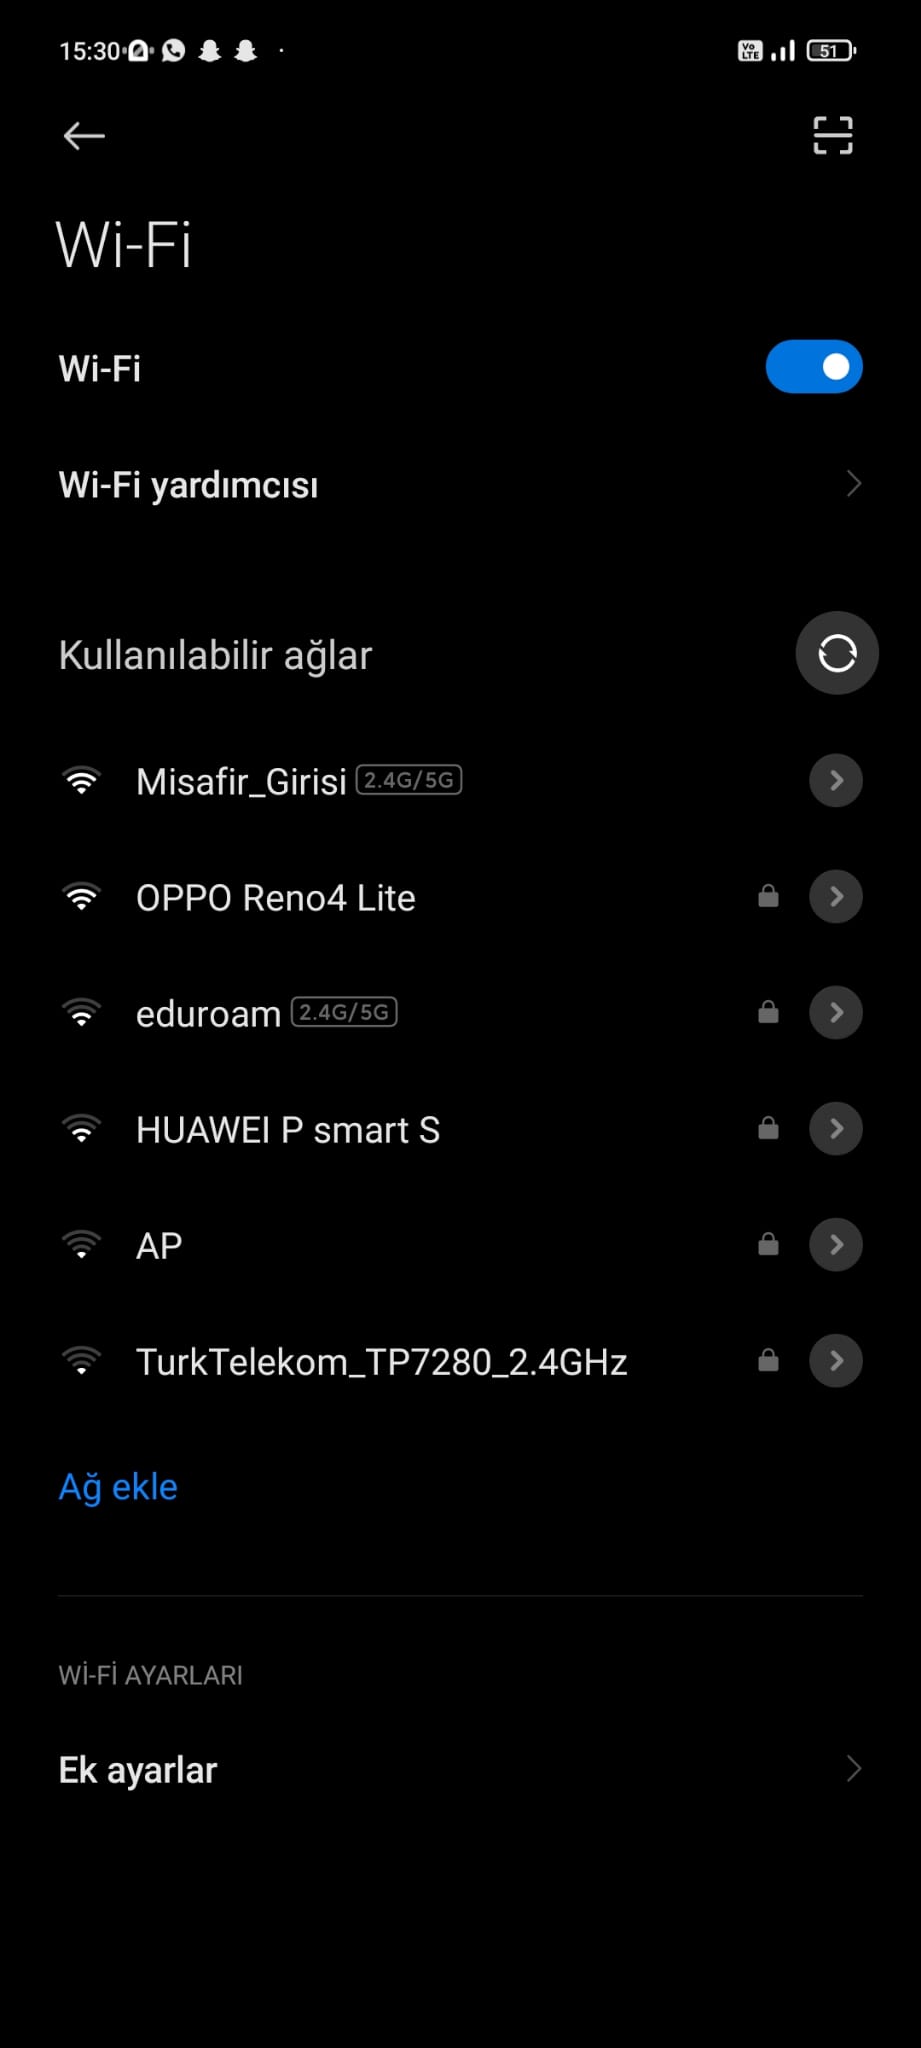 15:30
Vo LTE
51
Wi-Fi
Wi-Fi
Wi-Fi yardımcısı
Kullanılabilir ağlar
Misafir_Girisi 2.4G/5G
OPPO Reno4 Lite
eduroam 2.4G/5G
HUAWEI P smart S
AP
TurkTelekom_TP7280_2.4GHz
Ağ ekle
Wİ-Fİ AYARLARI
Ek ayarlar